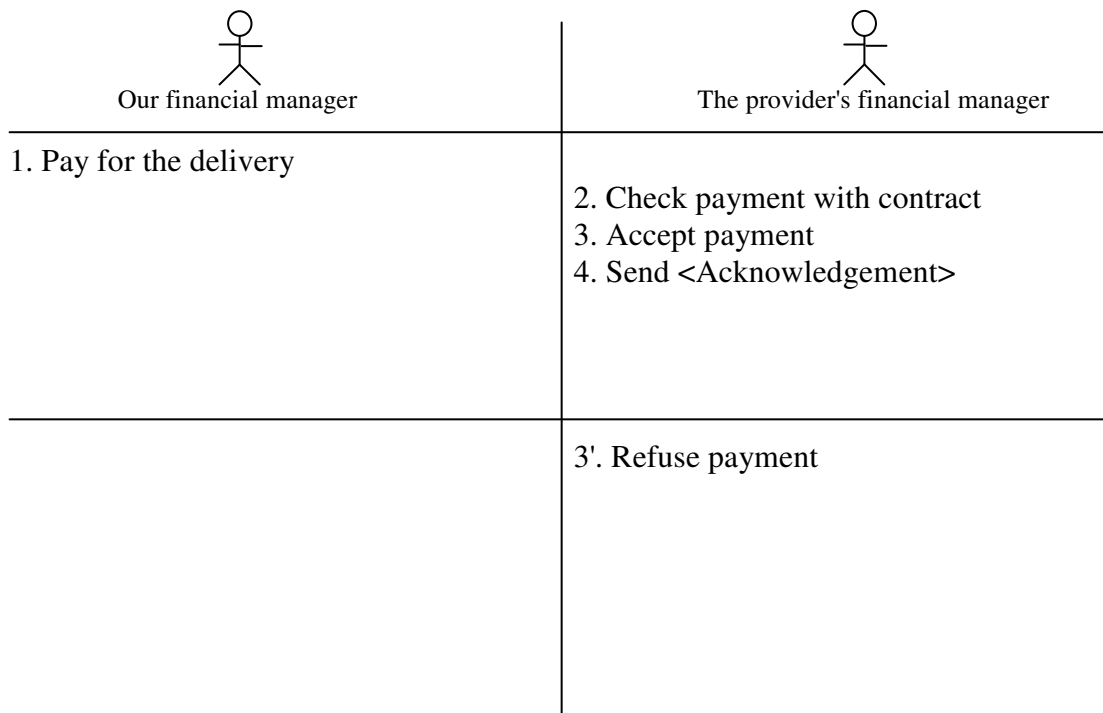 Our financial manager
The provider's financial manager
1. Pay for the delivery
2. Check payment with contract
3. Accept payment
4. Send <Acknowledgement>
3'. Refuse payment